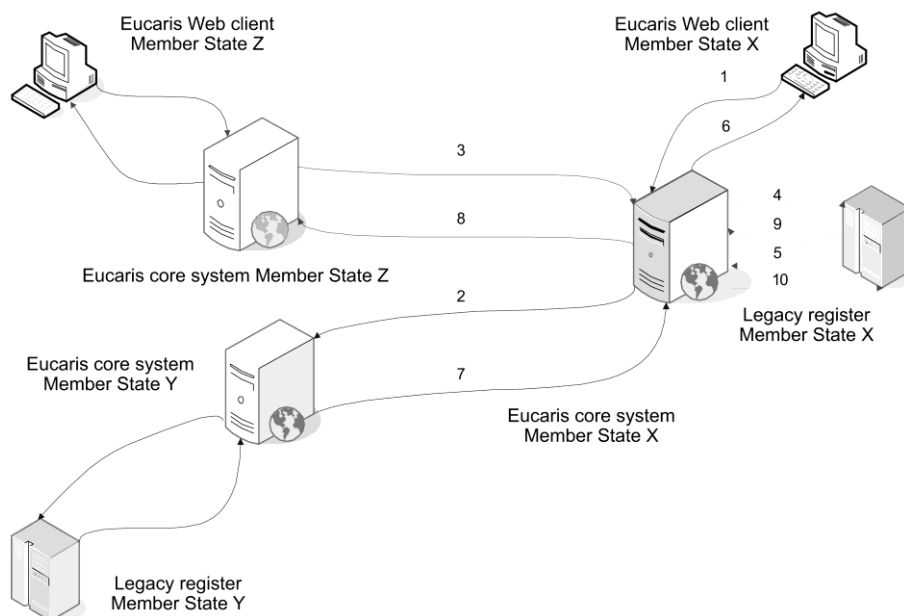 Eucaris Web client
Member State Z
Eucaris Web client
Member State X
1
6
3
4
8
9
5
10
Eucaris core system Member State Z
2
Legacy register
Member State X
Eucaris core system
Member State Y
7
Eucaris core system
Member State X
Legacy register
Member State Y